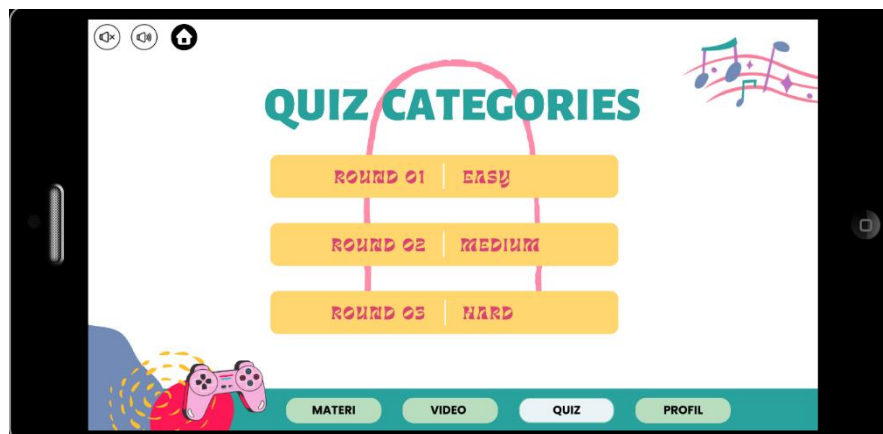 QUIZ CATEGORIES
ROUND 01 EASY
ROUND 02 MEDIUM
ROUND 03 HARD
MATERI VIDEO QUIZ PROFIL